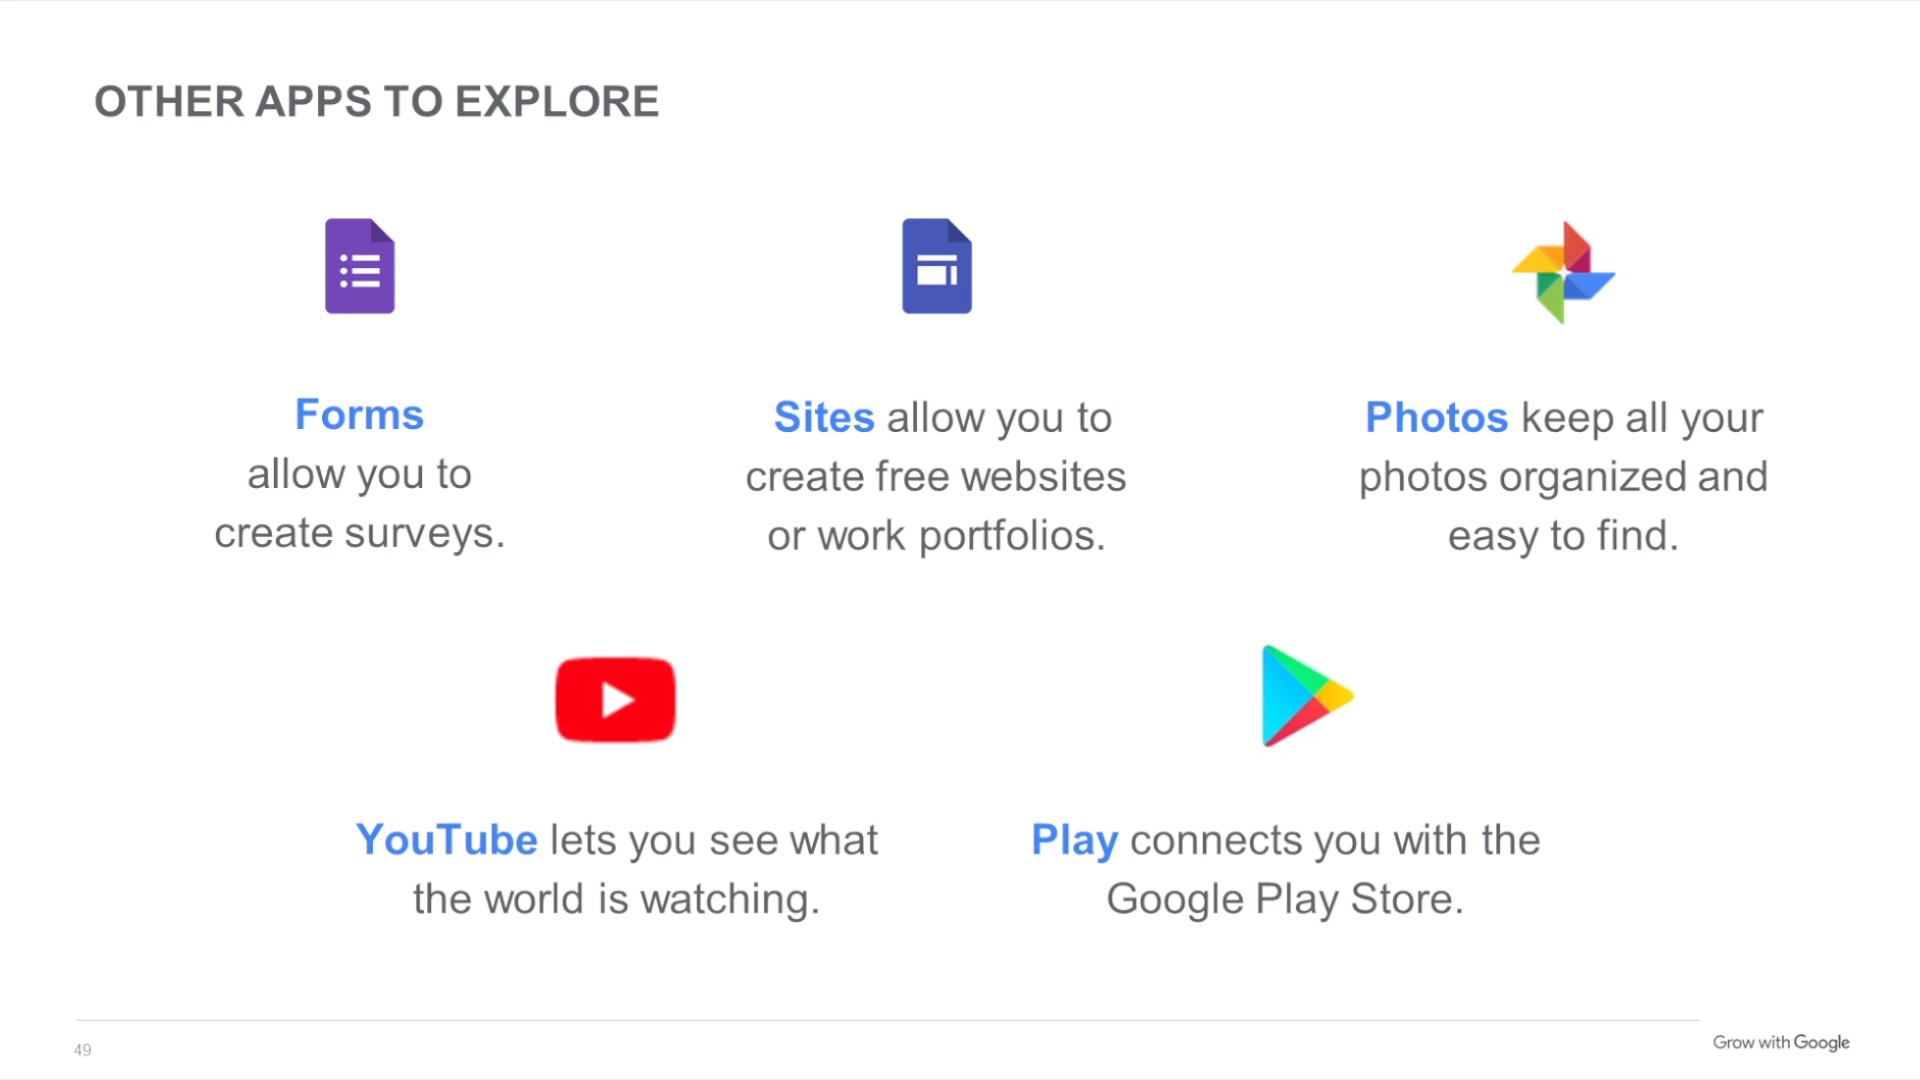 OTHER APPS TO EXPLORE
Forms
allow you to
create surveys.
Sites allow you to
create free websites
or work portfolios.
Photos keep all your
photos organized and
easy to find.
YouTube lets you see what
the world is watching.
Play connects you with the
Google Play Store.
49
Grow with Google